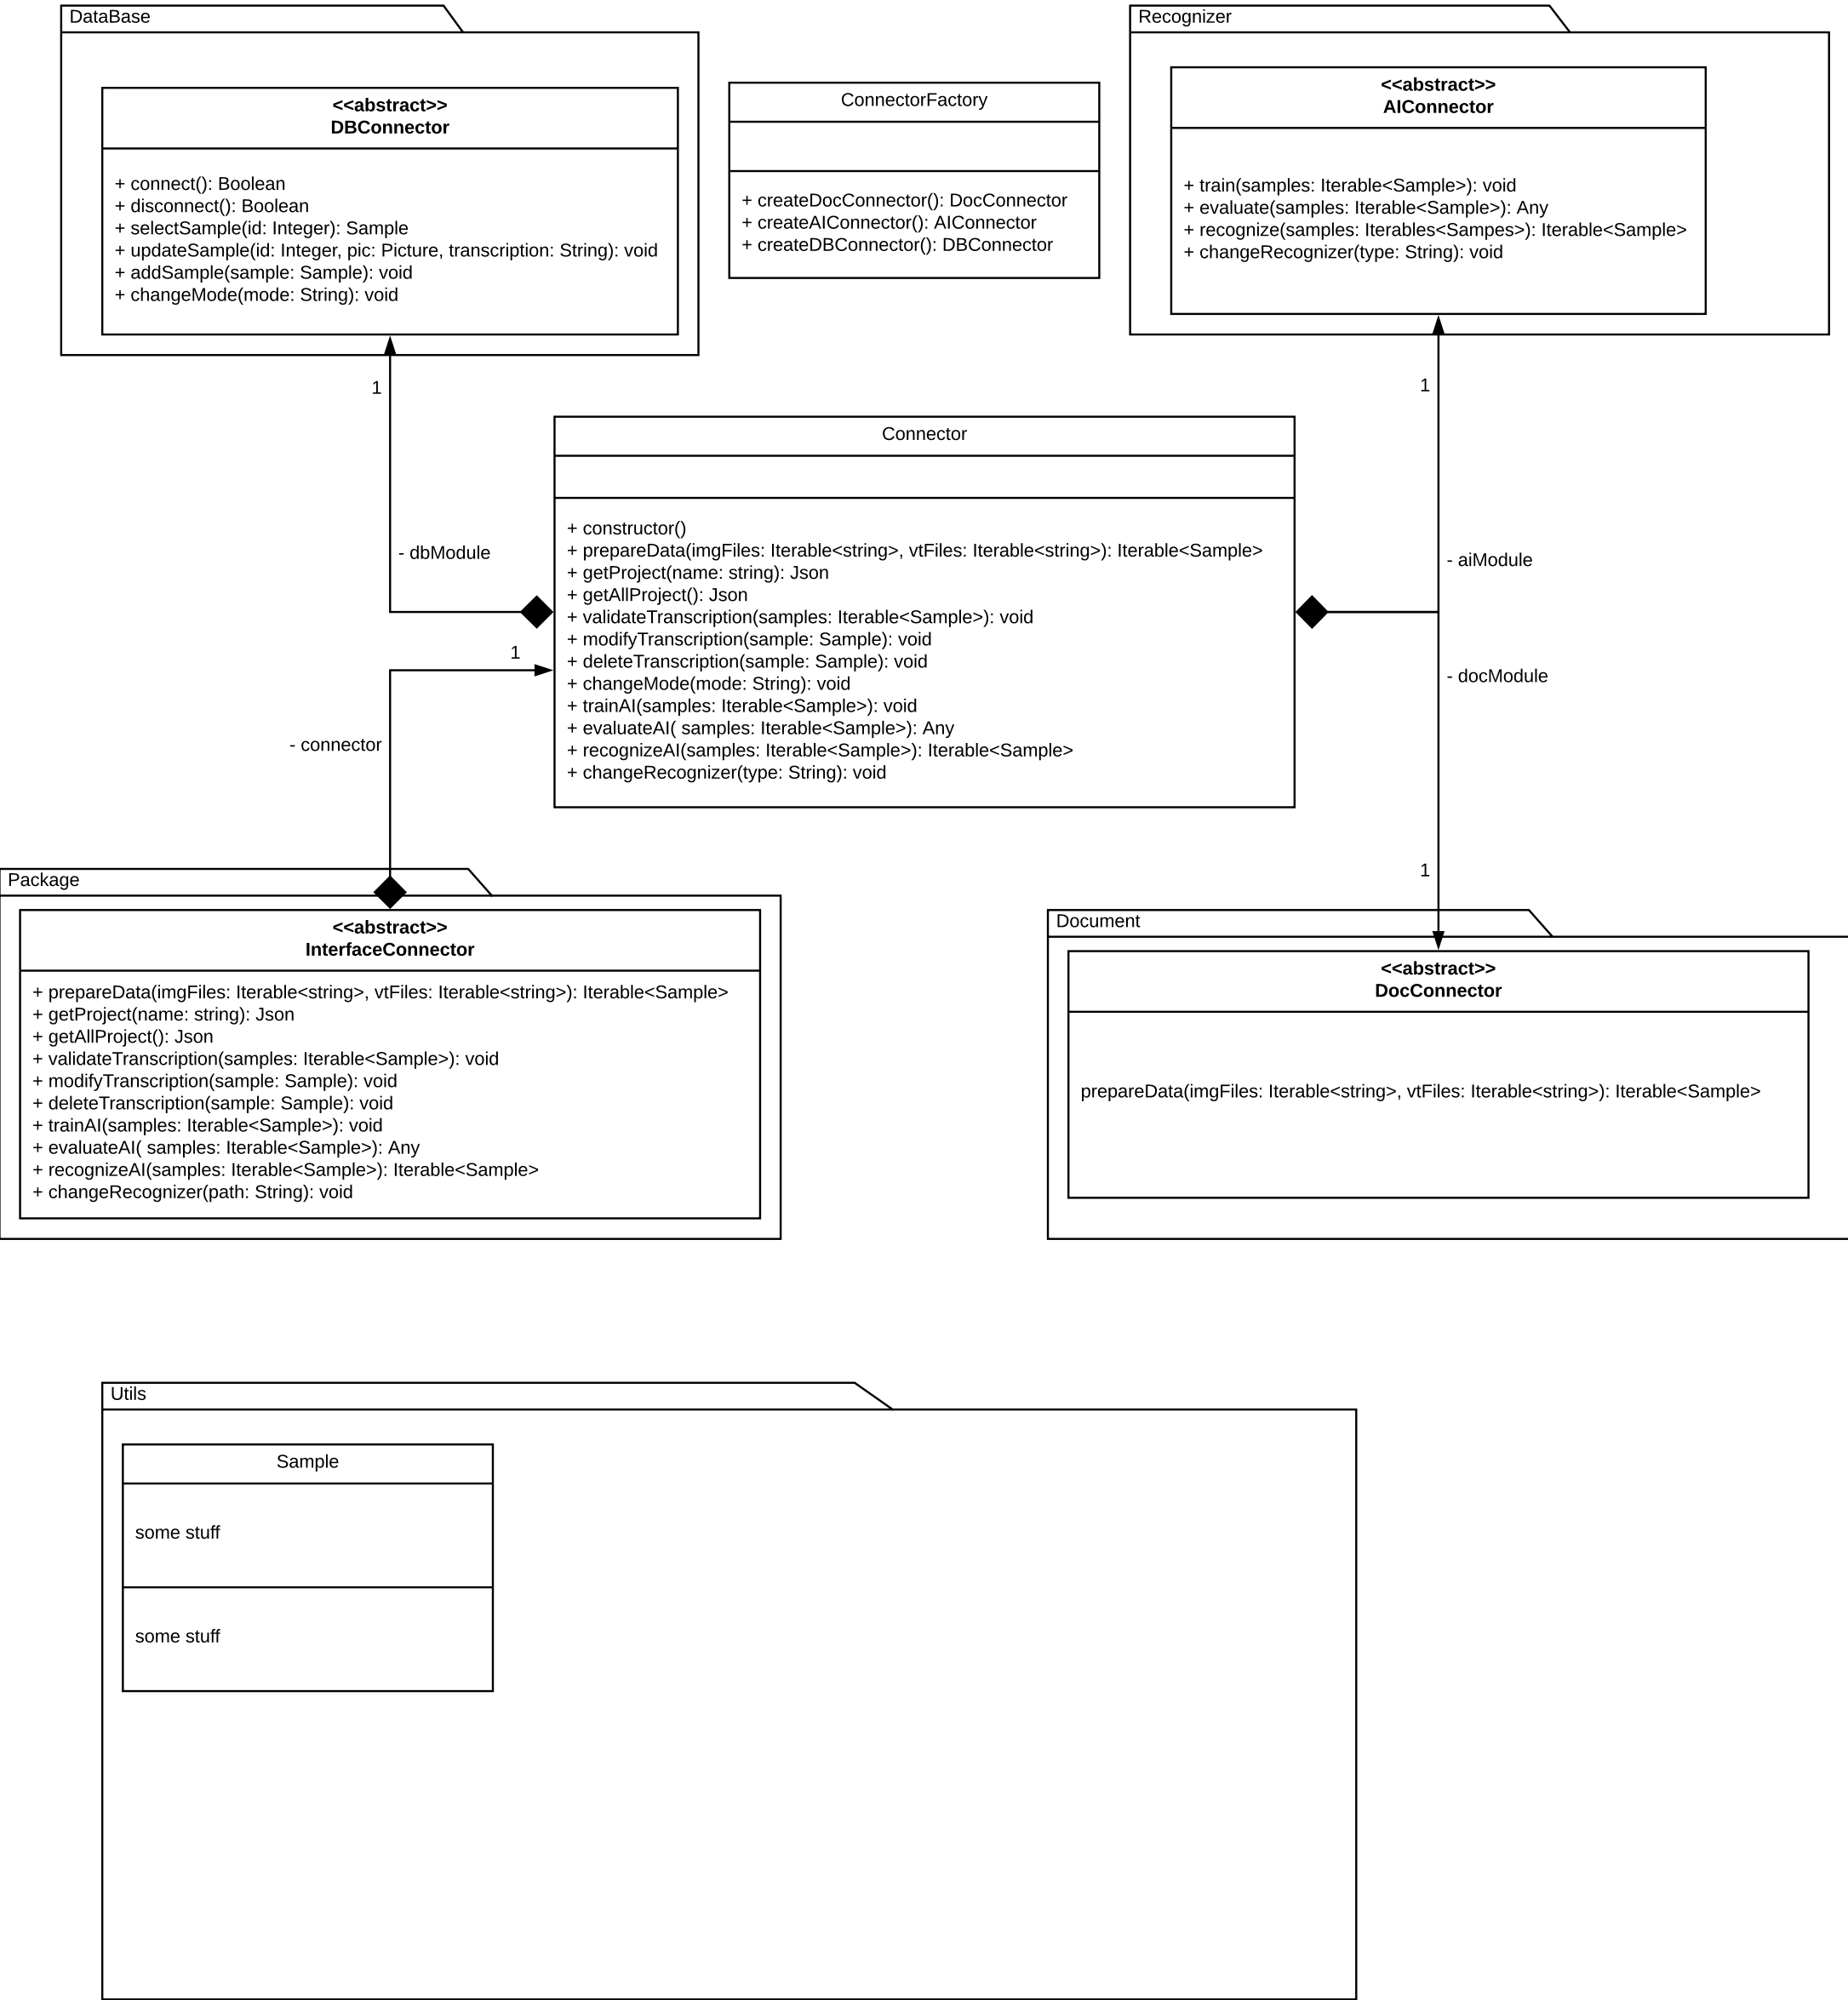 DataBase
<<abstract>>
DBConnector
+ connect(): Boolean
+ disconnect(): Boolean
+ selectSample(id: Integer): Sample
+ updateSample(id: Integer, pic: Picture, transcription: String): void
+ addSample(sample: Sample): void
+ changeMode(mode: String): void
ConnectorFactory
+ createDocConnector(): DocConnector
+ createAIConnector(): AIConnector
+ createDBConnector(): DBConnector
Recognizer
<<abstract>>
AIConnector
+ train(samples: Iterable<Sample>): void
+ evaluate(samples: Iterable<Sample>): Any
+ recognize(samples: Iterables<Sampes>): Iterable<Sample>
+ changeRecognizer(type: String): void
1
1
- dbModule
Connector
+ constructor()
+ prepareData(imgFiles: Iterable<string>, vtFiles: Iterable<string>): Iterable<Sample>
+ getProject(name: string): Json
+ getAllProject(): Json
+ validateTranscription(samples: Iterable<Sample>): void
+ modifyTranscription(sample: Sample): void
+ deleteTranscription(sample: Sample): void
+ changeMode(mode: String): void
+ trainAI(samples: Iterable<Sample>): void
+ evaluateAI( samples: Iterable<Sample>): Any
+ recognizeAI(samples: Iterable<Sample>): Iterable<Sample>
+ changeRecognizer(type: String): void
- aiModule
- docModule
1
- connector
1
Package
<<abstract>>
InterfaceConnector
+ prepareData(imgFiles: Iterable<string>, vtFiles: Iterable<string>): Iterable<Sample>
+ getProject(name: string): Json
+ getAllProject(): Json
+ validateTranscription(samples: Iterable<Sample>): void
+ modifyTranscription(sample: Sample): void
+ deleteTranscription(sample: Sample): void
+ trainAI(samples: Iterable<Sample>): void
+ evaluateAI( samples: Iterable<Sample>): Any
+ recognizeAI(samples: Iterable<Sample>): Iterable<Sample>
+ changeRecognizer(path: String): void
Document
<<abstract>>
DocConnector
prepareData(imgFiles: Iterable<string>, vtFiles: Iterable<string>): Iterable<Sample>
Utils
Sample
some stuff
some stuff